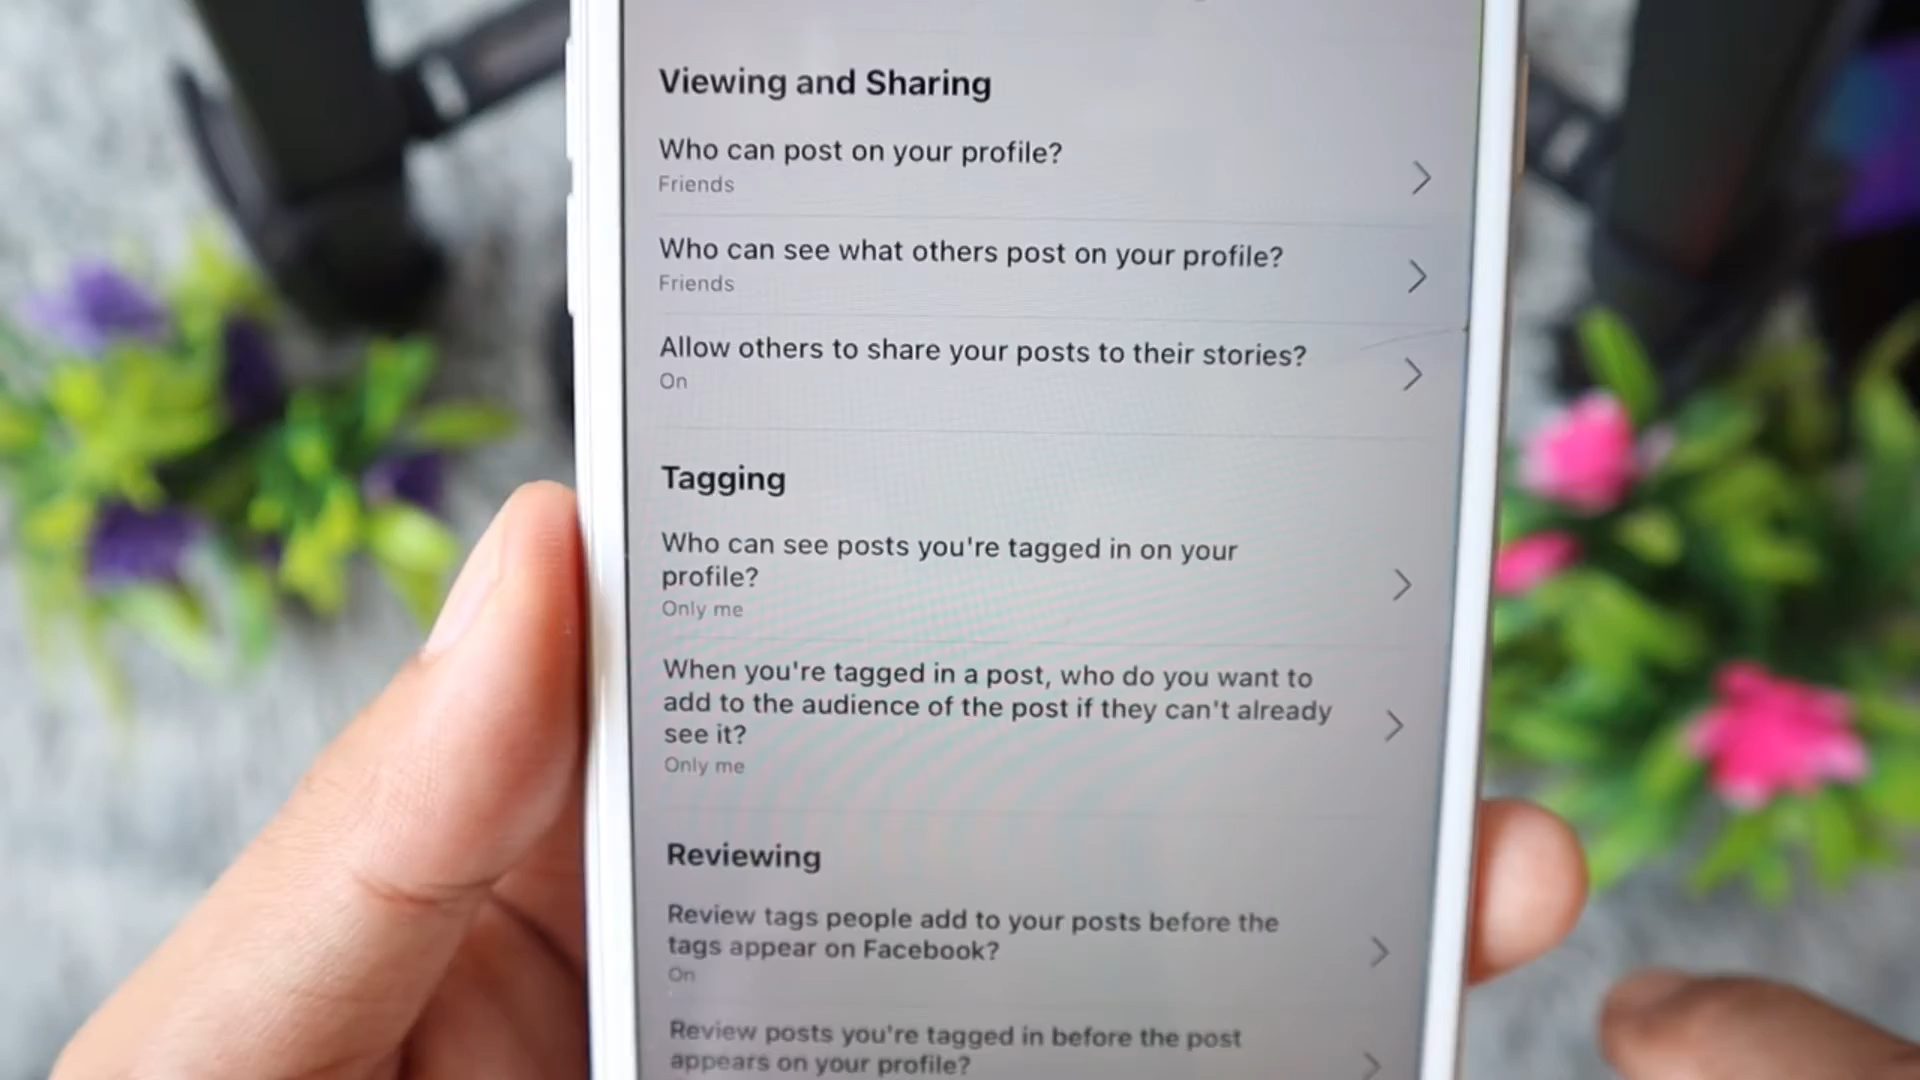 Viewing and Sharing
Who can post on your profile?
Friends
Who can see what others post on your profile?
Friends
Allow others to share your posts to their stories?
On
Tagging
Who can see posts you're tagged in on your
profile?
Only me
When you're tagged in a post, who do you want to
add to the audience of the post if they can't already
see it?
Only me
Reviewing
Review tags people add to your posts before the
tags appear on Facebook?
On
Review posts you're tagged in before the post
appears on your profile?